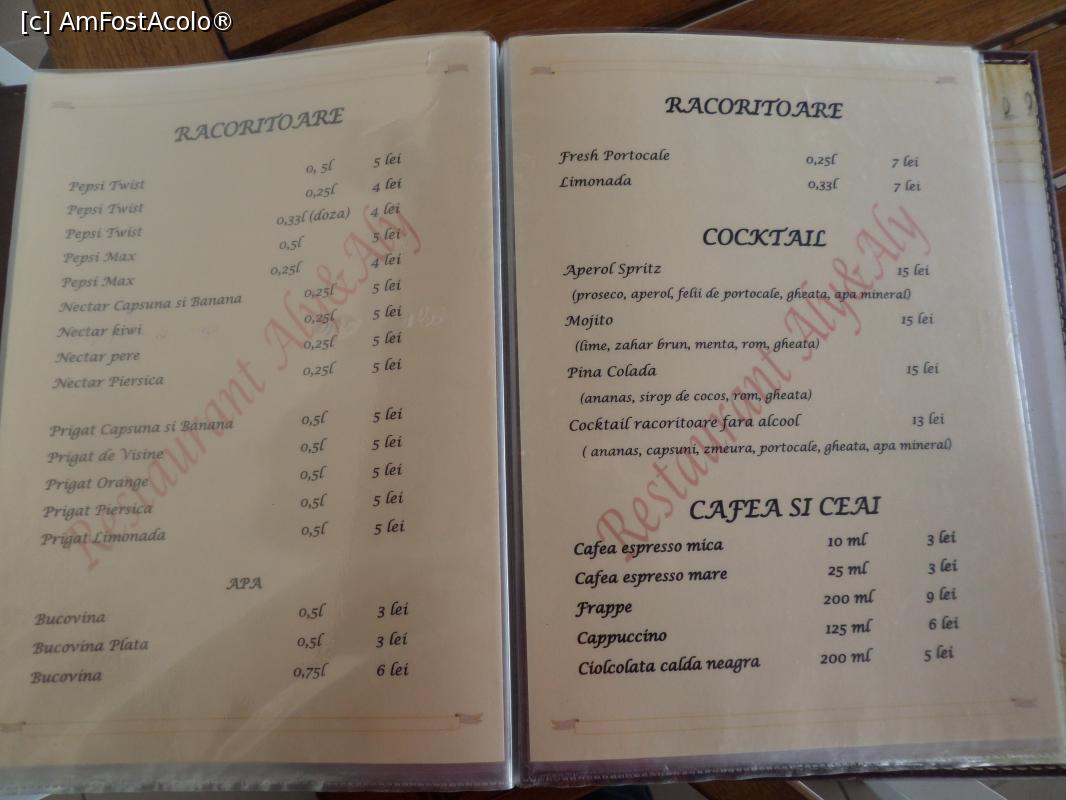 [c] AmFostAcolo®
RACORITOARE
Pepsi Twist 0, 5l 5 lei
Pepsi Twist 0,25l 4 lei
Pepsi Twist 0,33l (doza) 4 lei
Pepsi Max 0,5l 5 lei
Pepsi Max 0,25l 4 lei
Nectar Capsuna si Banana 0,25l 5 lei
Nectar kiwi 0,25l 5 lei
Nectar pere 0,25l 5 lei
Nectar Piersica 0,25l 5 lei
Prigat Capsuna si Banana 0,5l 5 lei
Prigat de Visine 0,5l 5 lei
Prigat Orange 0,5l 5 lei
Prigat Piersica 0,5l 5 lei
Prigat Limonada 0,5l 5 lei
APA
Bucovina 0,5l 3 lei
Bucovina Plata 0,5l 3 lei
Bucovina 0,75l 6 lei
Restaurant Aly&Aly
RACORITOARE
Fresh Portocale 0,25l 7 lei
Limonada 0,33l 7 lei
COCKTAIL
Aperol Spritz 15 lei
(proseco, aperol, felii de portocale, gheata, apa mineral)
Mojito 15 lei
(lime, zahar brun, menta, rom, gheata)
Pina Colada 15 lei
(ananas, sirop de cocos, rom, gheata)
Cocktail racoritoare fara alcool 13 lei
( ananas, capsuni, zmeura, portocale, gheata, apa mineral)
CAFEA SI CEAI
Cafea espresso mica 10 ml 3 lei
Cafea espresso mare 25 ml 3 lei
Frappe 200 ml 9 lei
Cappuccino 125 ml 6 lei
Ciolcolata calda neagra 200 ml 5 lei
Restaurant Aly&Aly